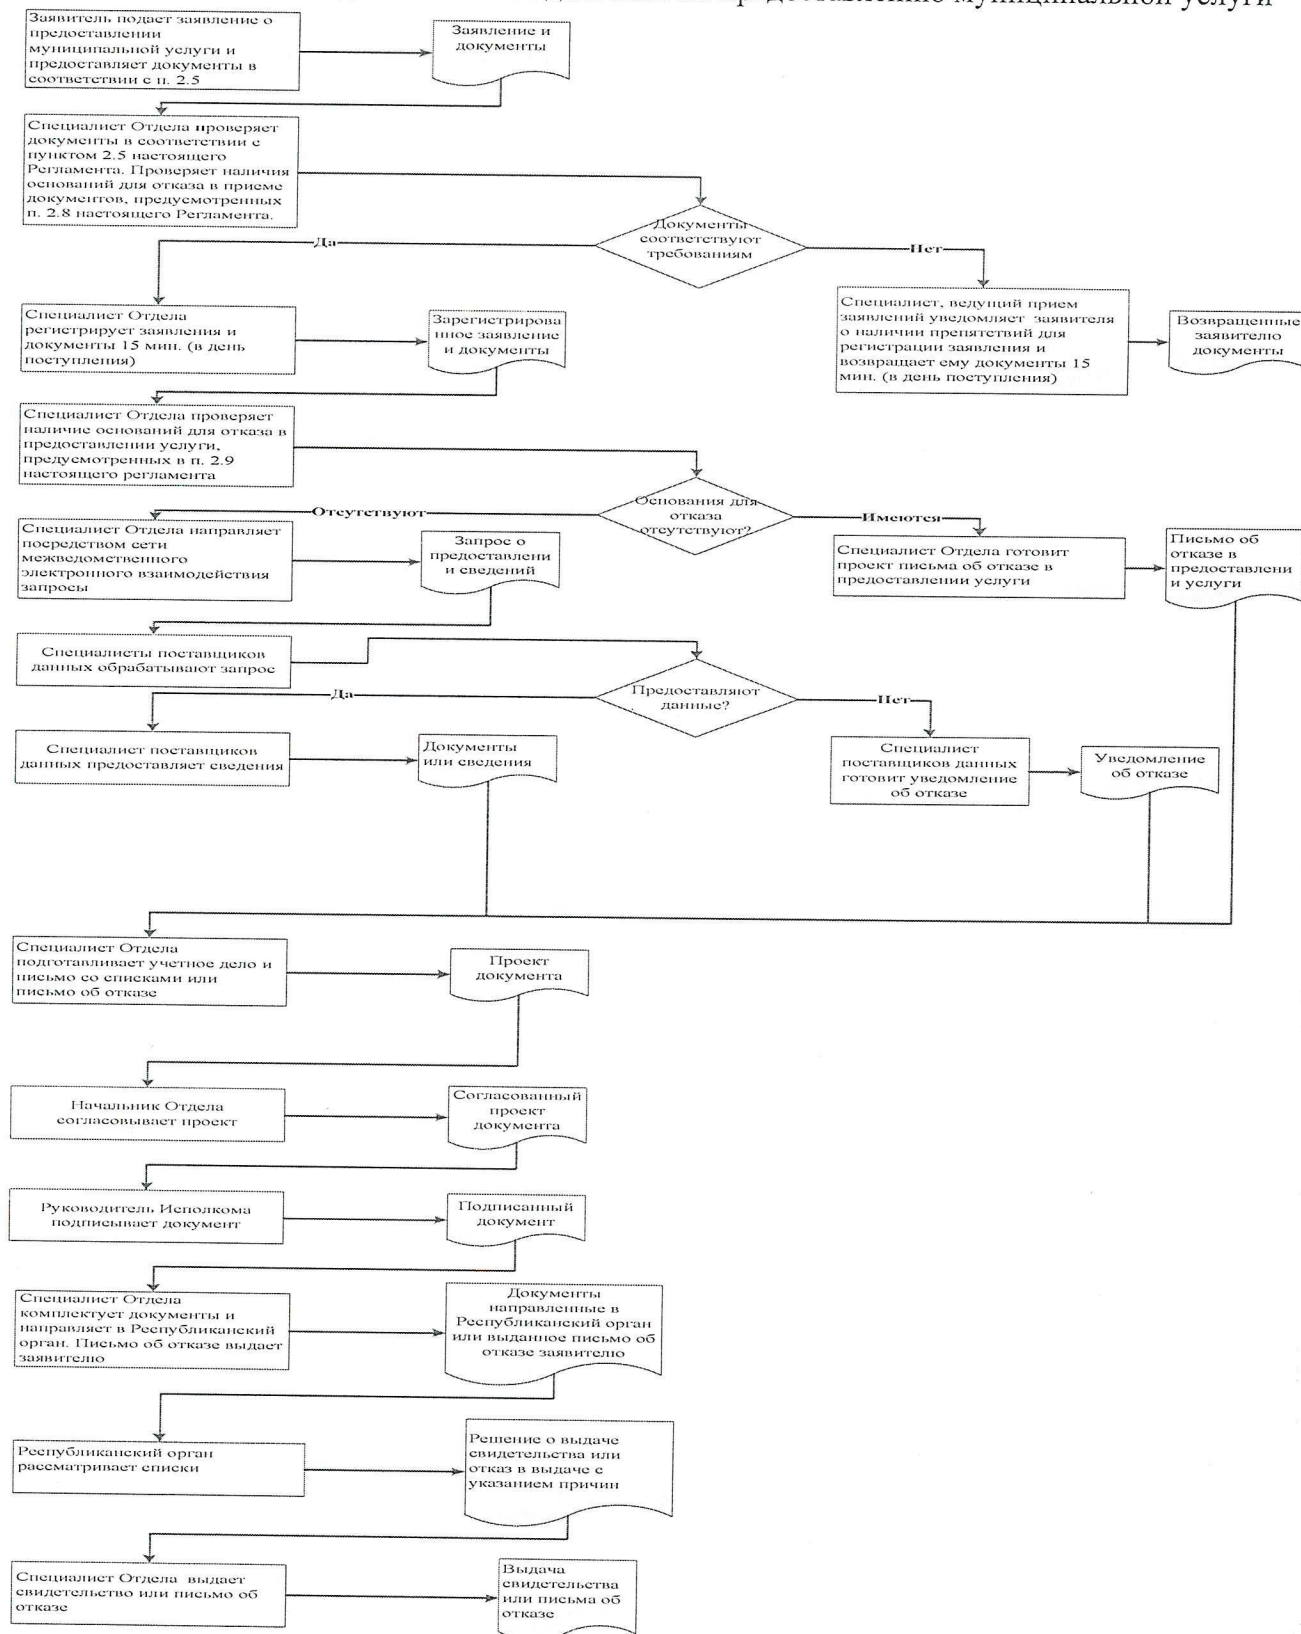 предоставлению муниципальной услуги
Заявитель подает заявление о
предоставлении
муниципальной услуги и
предоставляет документы в
соответствии с п. 2.5
Заявление и
документы
Специалист Отдела проверяет
документы в соответствии с
пунктом 2.5 настоящего
Регламента. Проверяет наличия
оснований для отказа в приеме
документов, предусмотренных
п. 2.8 настоящего Регламента.
Документы
соответствуют
требованиям
Да
Нет
Специалист Отдела
регистрирует заявления и
документы 15 мин. (в день
поступления)
Зарегистрирова
нное заявление
и документы
Специалист, ведущий прием
заявлений уведомляет заявителя
о наличии препятствий для
регистрации заявления и
возвращает ему документы 15
мин. (в день поступления)
Возвращенные
заявителю
документы
Специалист Отдела проверяет
наличие оснований для отказа в
предоставлении услуги,
предусмотренных в п. 2.9
настоящего регламента
Основания для
отказа
отсутствуют?
Отсутствуют
Имеются
Специалист Отдела направляет
посредством сети
межведомственного
электронного взаимодействия
запросы
Запрос о
предоставлени
и сведений
Специалист Отдела готовит
проект письма об отказе в
предоставлении услуги
Письмо об
отказе в
предоставлени
и услуги
Специалисты поставщиков
данных обрабатывают запрос
Предоставляют
данные?
Да
Нет
Специалист поставщиков
данных предоставляет сведения
Документы
или сведения
Специалист
поставщиков данных
готовит уведомление
об отказе
Уведомление
об отказе
Специалист Отдела
подготавливает учетное дело и
письмо со списками или
письмо об отказе
Проект
документа
Начальник Отдела
согласовывает проект
Согласованный
проект
документа
Руководитель Исполкома
подписывает документ
Подписанный
документ
Специалист Отдела
комплектует документы и
направляет в Республиканский
орган. Письмо об отказе выдает
заявителю
Документы
направленные в
Республиканский орган
или выданное письмо об
отказе заявителю
Республиканский орган
рассматривает списки
Решение о выдаче
свидетельства или
отказ в выдаче с
указанием причин
Специалист Отдела выдает
свидетельство или письмо об
отказе
Выдача
свидетельства
или письма об
отказе